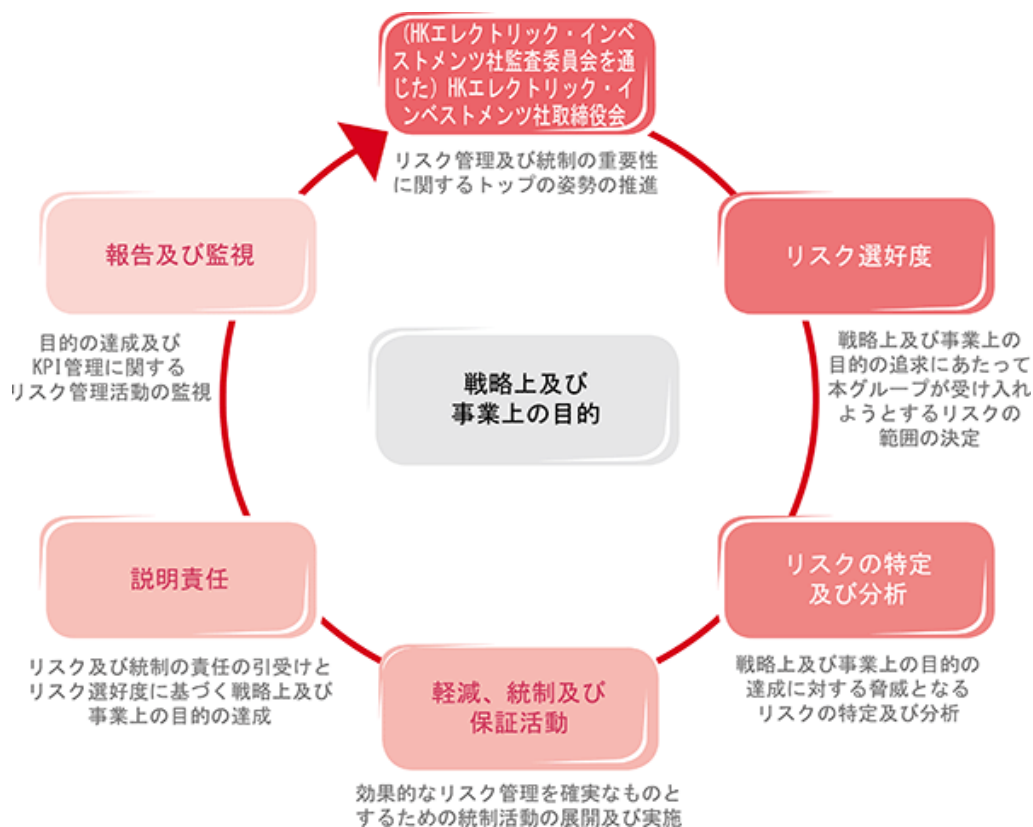 (HKエレクトリック・インベ
ストメンツ社監査委員会を通
じた) HKエレクトリック・イ
ンベストメンツ社取締役会
リスク管理及び統制の重要性
に関するトップの姿勢の推進
リスク選好度
戦略上及び事業上の
目的の追求にあたって
本グループが受け入れ
ようとするリスクの
範囲の決定
リスクの特定
及び分析
戦略上及び事業上の目的の
達成に対する脅威となる
リスクの特定及び分析
軽減、統制及び
保証活動
効果的なリスク管理を確実なものと
するための統制活動の展開及び実施
説明責任
リスク及び統制の責任の引受けと
リスク選好度に基づく戦略上及び
事業上の目的の達成
報告及び監視
目的の達成及び
KPI管理に関する
リスク管理活動の監視
戦略上及び
事業上の目的